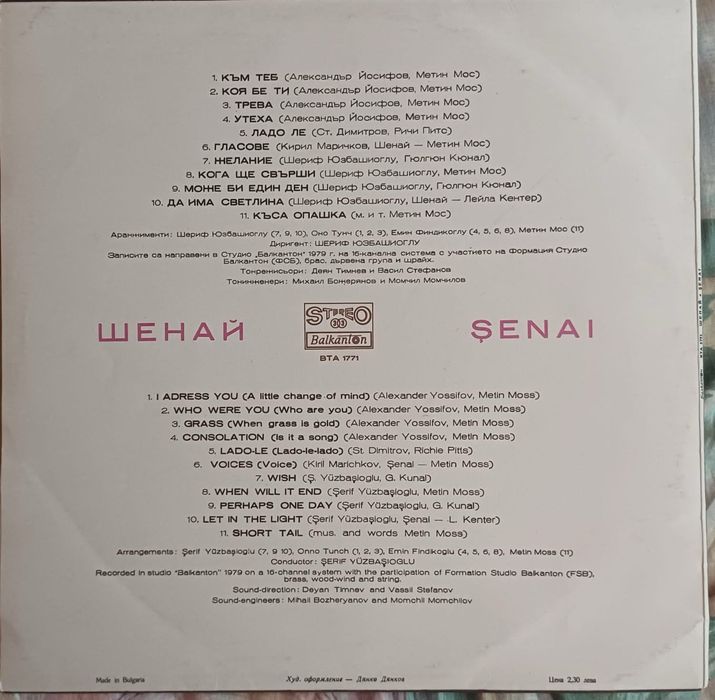 1. КЪМ ТЕБ (Александър Йосифов, Метин Мос)
2. КОЯ БЕ ТИ (Александър Йосифов, Метин Мос)
3. ТРЕВА (Александър Йосифов, Метин Мос)
4. УТЕХА (Александър Йосифов, Метин Мос)
5. ЛАДО ЛЕ (Ст. Димитров, Ричи Питс)
6. ГЛАСОВЕ (Кирил Маричков, Шенай — Метин Мос)
7. ЖЕЛАНИЕ (Шериф Юзбашиоглу, Гюлгюн Кюнал)
8. КОГА ЩЕ СВЪРШИ (Шериф Юзбашиоглу, Метин Мос)
9. МОЖЕ БИ ЕДИН ДЕН (Шериф Юзбашиоглу, Гюлгюн Кюнал)
10. ДА ИМА СВЕТЛИНА (Шериф Юзбашиоглу, Шенай — Лейла Кентер)
11. КЪСА ОПАШКА (м. и т. Метин Мос)
Аранжименти: Шериф Юзбашиоглу (7, 9, 10), Оно Тунч (1, 2, 3), Емин Финдикоглу (4, 5, 6, 8), Метин Мос (11)
Диригент: ШЕРИФ ЮЗБАШИОГЛУ
Записите са направени в Студио „Балкантон" 1979 г. на 16-канална система с участието на Формация Студио
Балкантон (ФСБ), брас, дървена група и щрайх.
Тонрежисьори: Деян Тимнев и Васил Стефанов
Тонинженери: Михаил Божерянов и Момчил Момчилов
ШЕНАЙ
STEREO
33
Balkanton
ВТА 1771
ŞENAI
1. I ADRESS YOU (A little change of mind) (Alexander Yossifov, Metin Moss)
2. WHO WERE YOU (Who are you) (Alexander Yossifov, Metin Moss)
3. GRASS (When grass is gold) (Alexander Yossifov, Metin Moss)
4. CONSOLATION (Is it a song) (Alexander Yossifov, Metin Moss)
5. LADO-LE (Lado-le-lado) (St. Dimitrov, Richie Pitts)
6. VOICES (Voice) (Kiril Marichkov, Şenai — Metin Moss)
7. WISH (Ş. Yüzbaşioglu, G. Kunal)
8. WHEN WILL IT END (Şerif Yüzbaşioglu, Metin Moss)
9. PERHAPS ONE DAY (Şerif Yüzbaşioglu, G. Kunal)
10. LET IN THE LIGHT (Şerif Yüzbaşioglu, Şenai — L. Kenter)
11. SHORT TAIL (mus. and words Metin Moss)
Arrangements: Şerif Yüzbaşioglu (7, 9 10), Onno Tunch (1, 2, 3), Emin Findikoglu (4, 5, 6, 8), Metin Moss (11)
Conductor: ŞERIF YÜZBAŞIOGLU
Recorded in studio "Balkanton" 1979 on a 16-channel system with the participation of Formation Studio Balkanton (FSB),
brass, wood-wind and string.
Sound-direction: Deyan Timnev and Vassil Stefanov
Sound-engineers: Mihail Bozheryanov and Momchil Momchilov
Made in Bulgaria
Худ. оформление — Данко Дянков
Цена 2,30 лева